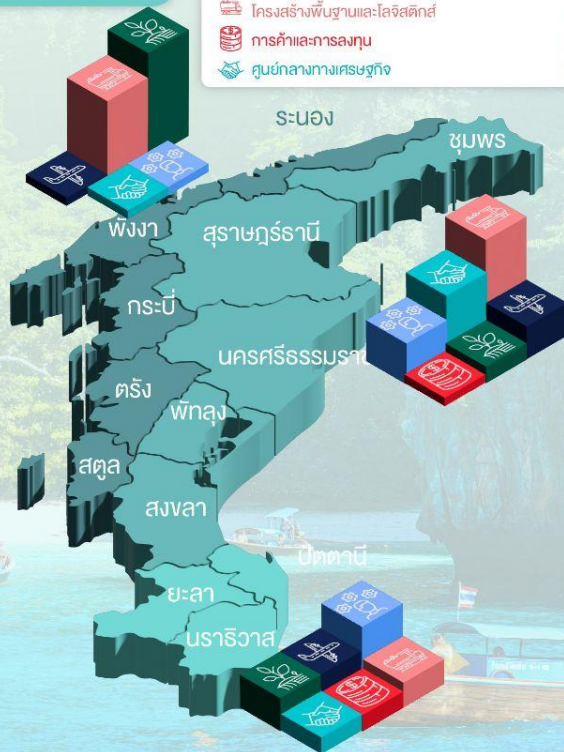 โครงสร้างพื้นฐานและโลจิสติกส์
การค้าและการลงทุน
ศูนย์กลางทางเศรษฐกิจ
ระนอง
ชุมพร
พังงา
สุราษฎร์ธานี
กระบี่
นครศรีธรรมรา
ตรัง
พัทลุง
สตูล
สงขลา
ปัตตานี
ยะลา
นราธิวาส